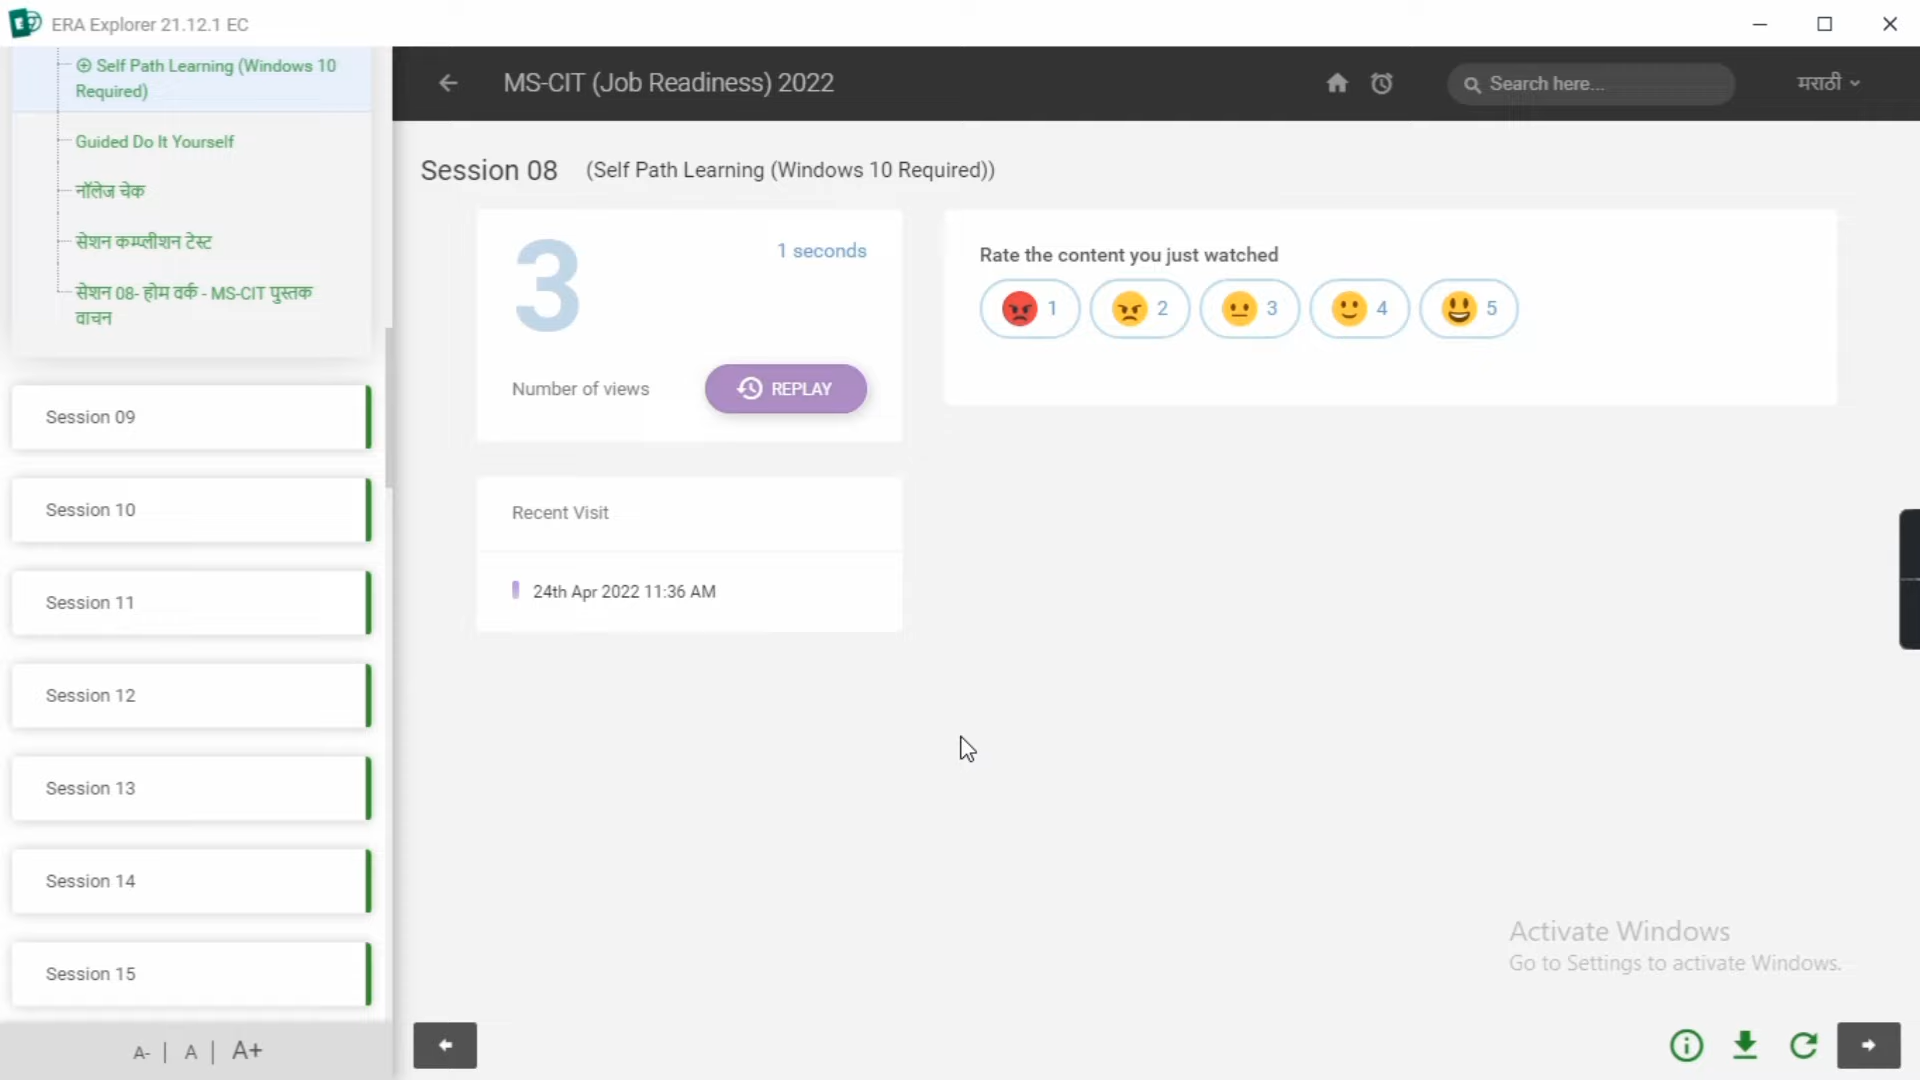 ERA Explorer 21.12.1 EC
Self Path Learning (Windows 10
Required)
Guided Do It Yourself
नॉलेज चेक
सेशन कम्प्लीशन टेस्ट
सेशन 08- होम वर्क - MS-CIT पुस्तक
वाचन
Session 09
Session 10
Session 11
Session 12
Session 13
Session 14
Session 15
A- | A | A+
MS-CIT (Job Readiness) 2022
Search here...
मराठी
Session 08 (Self Path Learning (Windows 10 Required))
3
1 seconds
Number of views
REPLAY
Rate the content you just watched
1 2 3 4 5
Recent Visit
24th Apr 2022 11:36 AM
Activate Windows
Go to Settings to activate Windows.